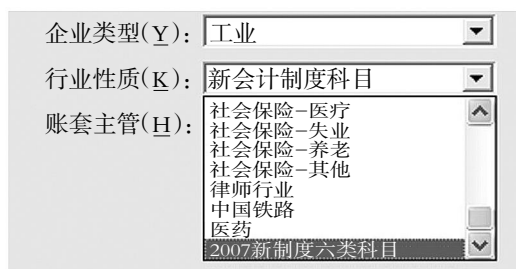 企业类型(Y)： 工业
行业性质(K)： 新会计制度科目
账套主管(H)：
社会保险-医疗
社会保险-失业
社会保险-养老
社会保险-其他
律师行业
中国铁路
医药
2007新制度六类科目